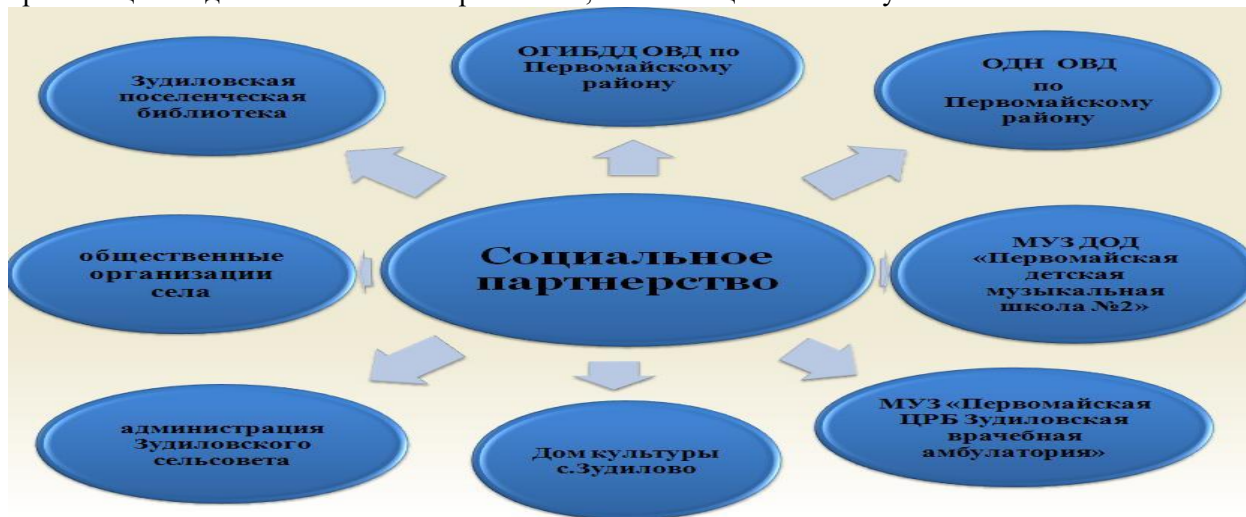 Зудиловская
поселенческая
библиотека
ОГИБДД ОВД по
Первомайскому
району
ОДН ОВД
по
Первомайскому
району
общественные
организации
села
Социальное
партнерство
МУЗ ДОД
«Первомайская
детская
музыкальная
школа №2»
администрация
Зудиловского
сельсовета
Дом культуры
с.Зудилово
МУЗ «Первомайская
ЦРБ Зудиловская
врачебная
амбулатория»